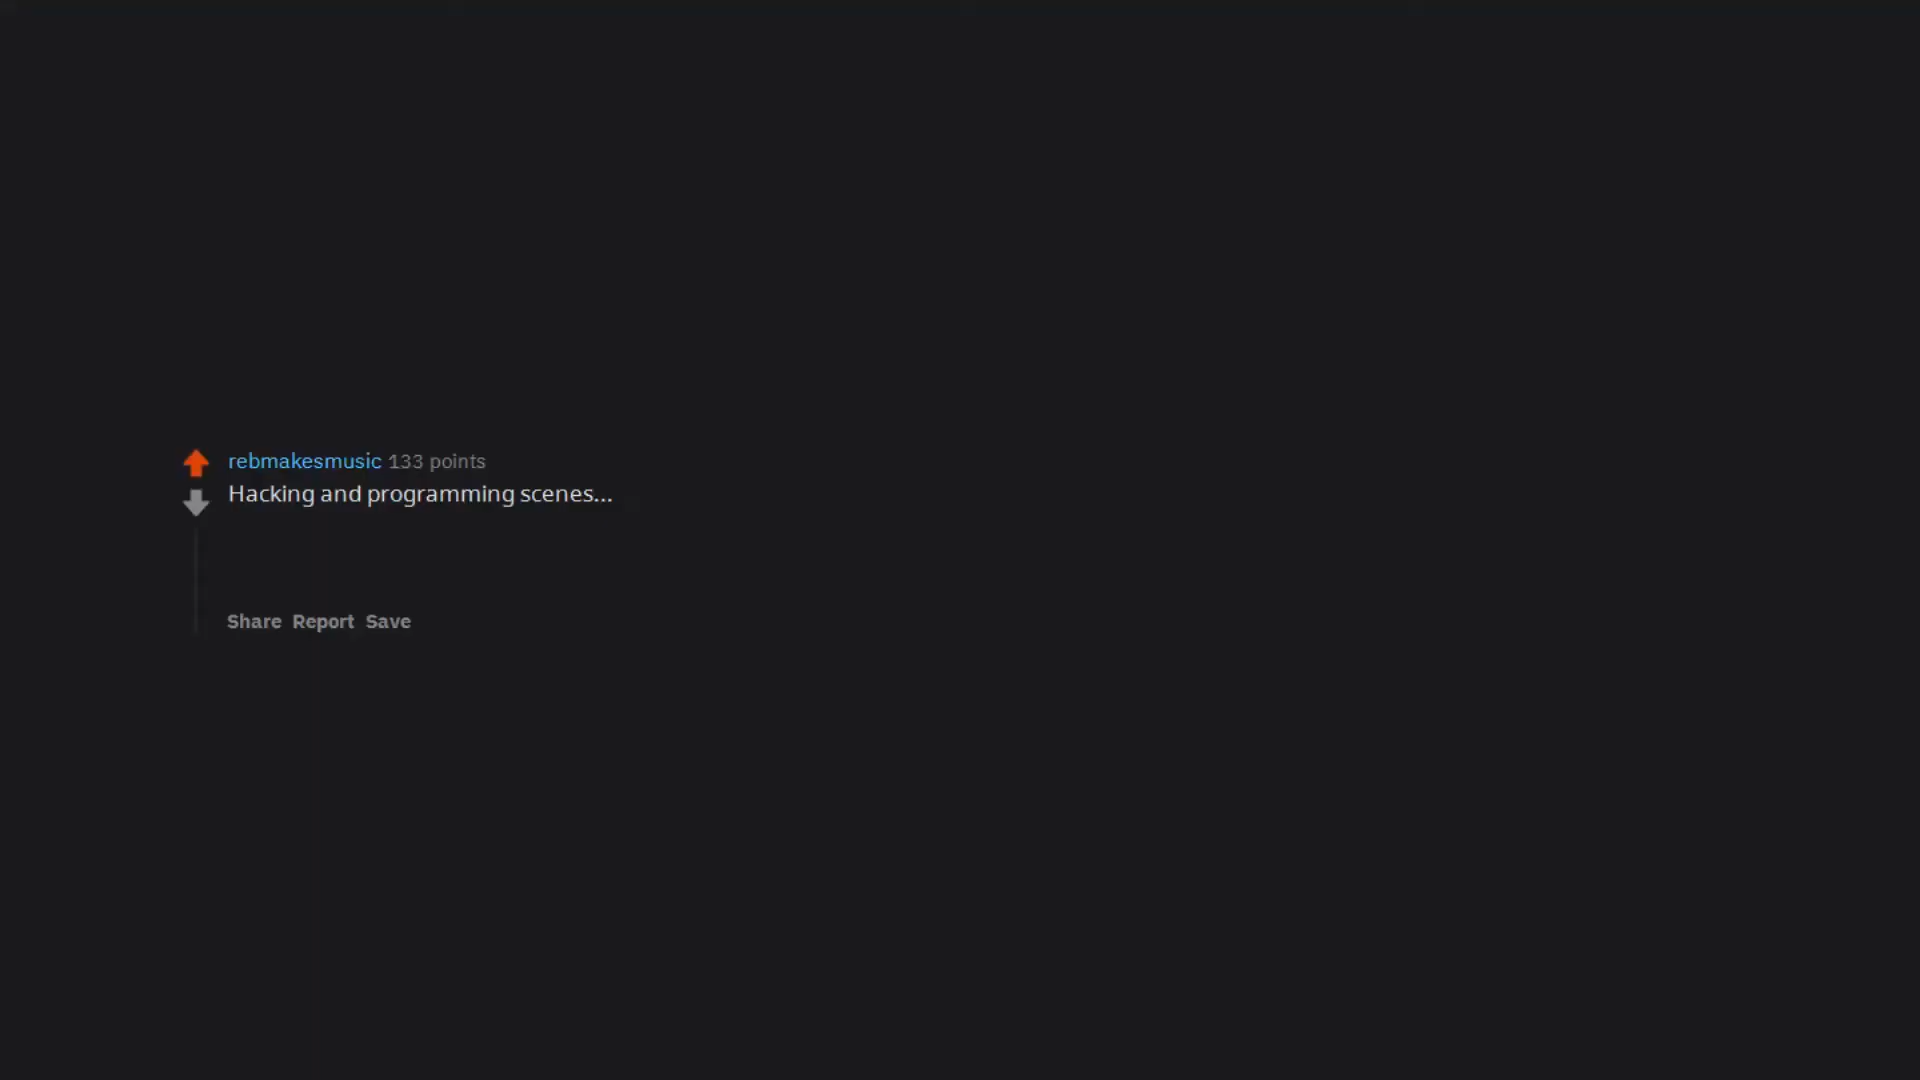 rebmakesmusic 133 points
Hacking and programming scenes...
Share Report Save